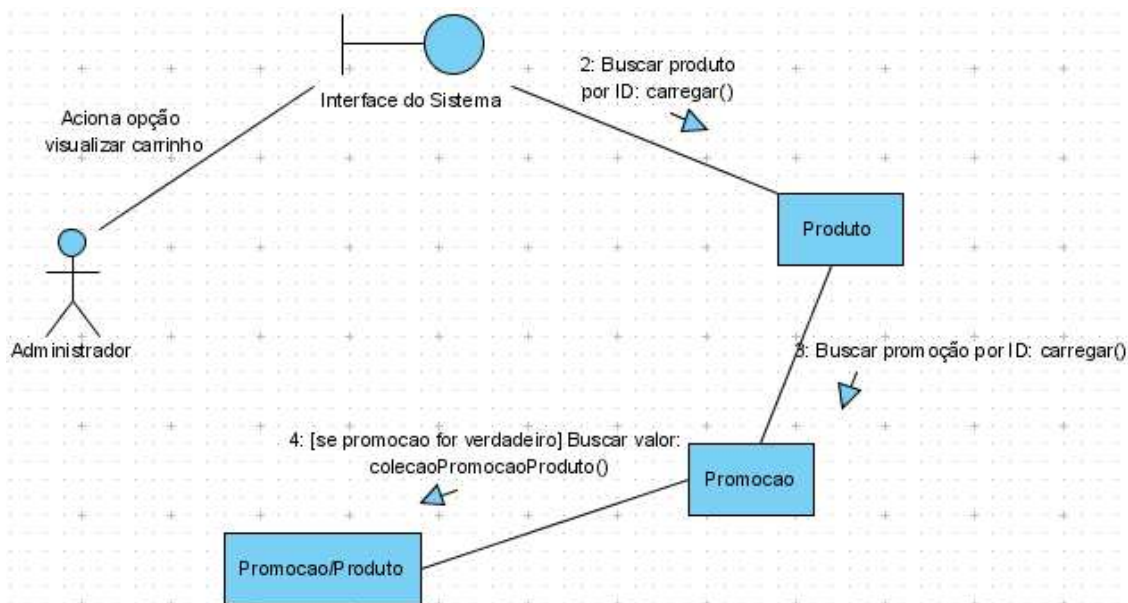 2: Buscar produto
por ID: carregar()
Interface do Sistema
Aciona opção
visualizar carrinho
Produto
Administrador
3: Buscar promoção por ID: carregar()
4: [se promocao for verdadeiro] Buscar valor:
colecaoPromocaoProduto()
Promocao
Promocao/Produto